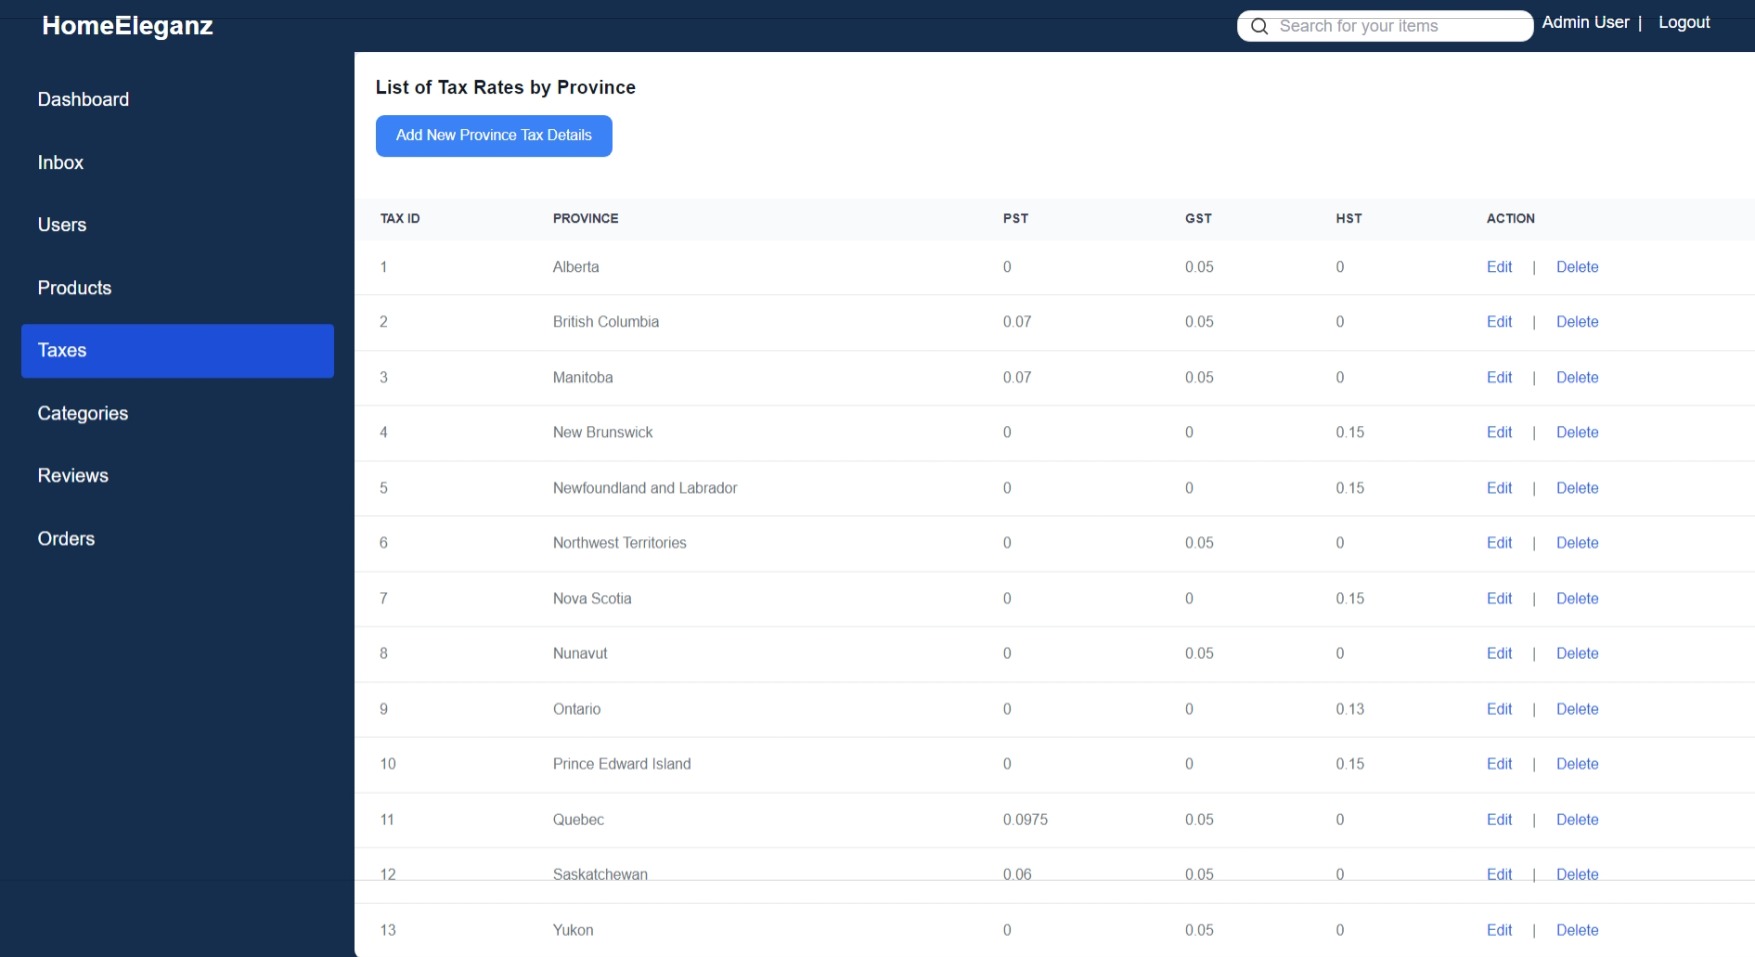 HomeEleganz
Search for your items
Admin User | Logout
Dashboard
Inbox
Users
Products
Taxes
Categories
Reviews
Orders
List of Tax Rates by Province
Add New Province Tax Details
TAX ID PROVINCE PST GST HST ACTION
1 Alberta 0 0.05 0 Edit | Delete
2 British Columbia 0.07 0.05 0 Edit | Delete
3 Manitoba 0.07 0.05 0 Edit | Delete
4 New Brunswick 0 0 0.15 Edit | Delete
5 Newfoundland and Labrador 0 0 0.15 Edit | Delete
6 Northwest Territories 0 0.05 0 Edit | Delete
7 Nova Scotia 0 0 0.15 Edit | Delete
8 Nunavut 0 0.05 0 Edit | Delete
9 Ontario 0 0 0.13 Edit | Delete
10 Prince Edward Island 0 0 0.15 Edit | Delete
11 Quebec 0.0975 0.05 0 Edit | Delete
12 Saskatchewan 0.06 0.05 0 Edit | Delete
13 Yukon 0 0.05 0 Edit | Delete